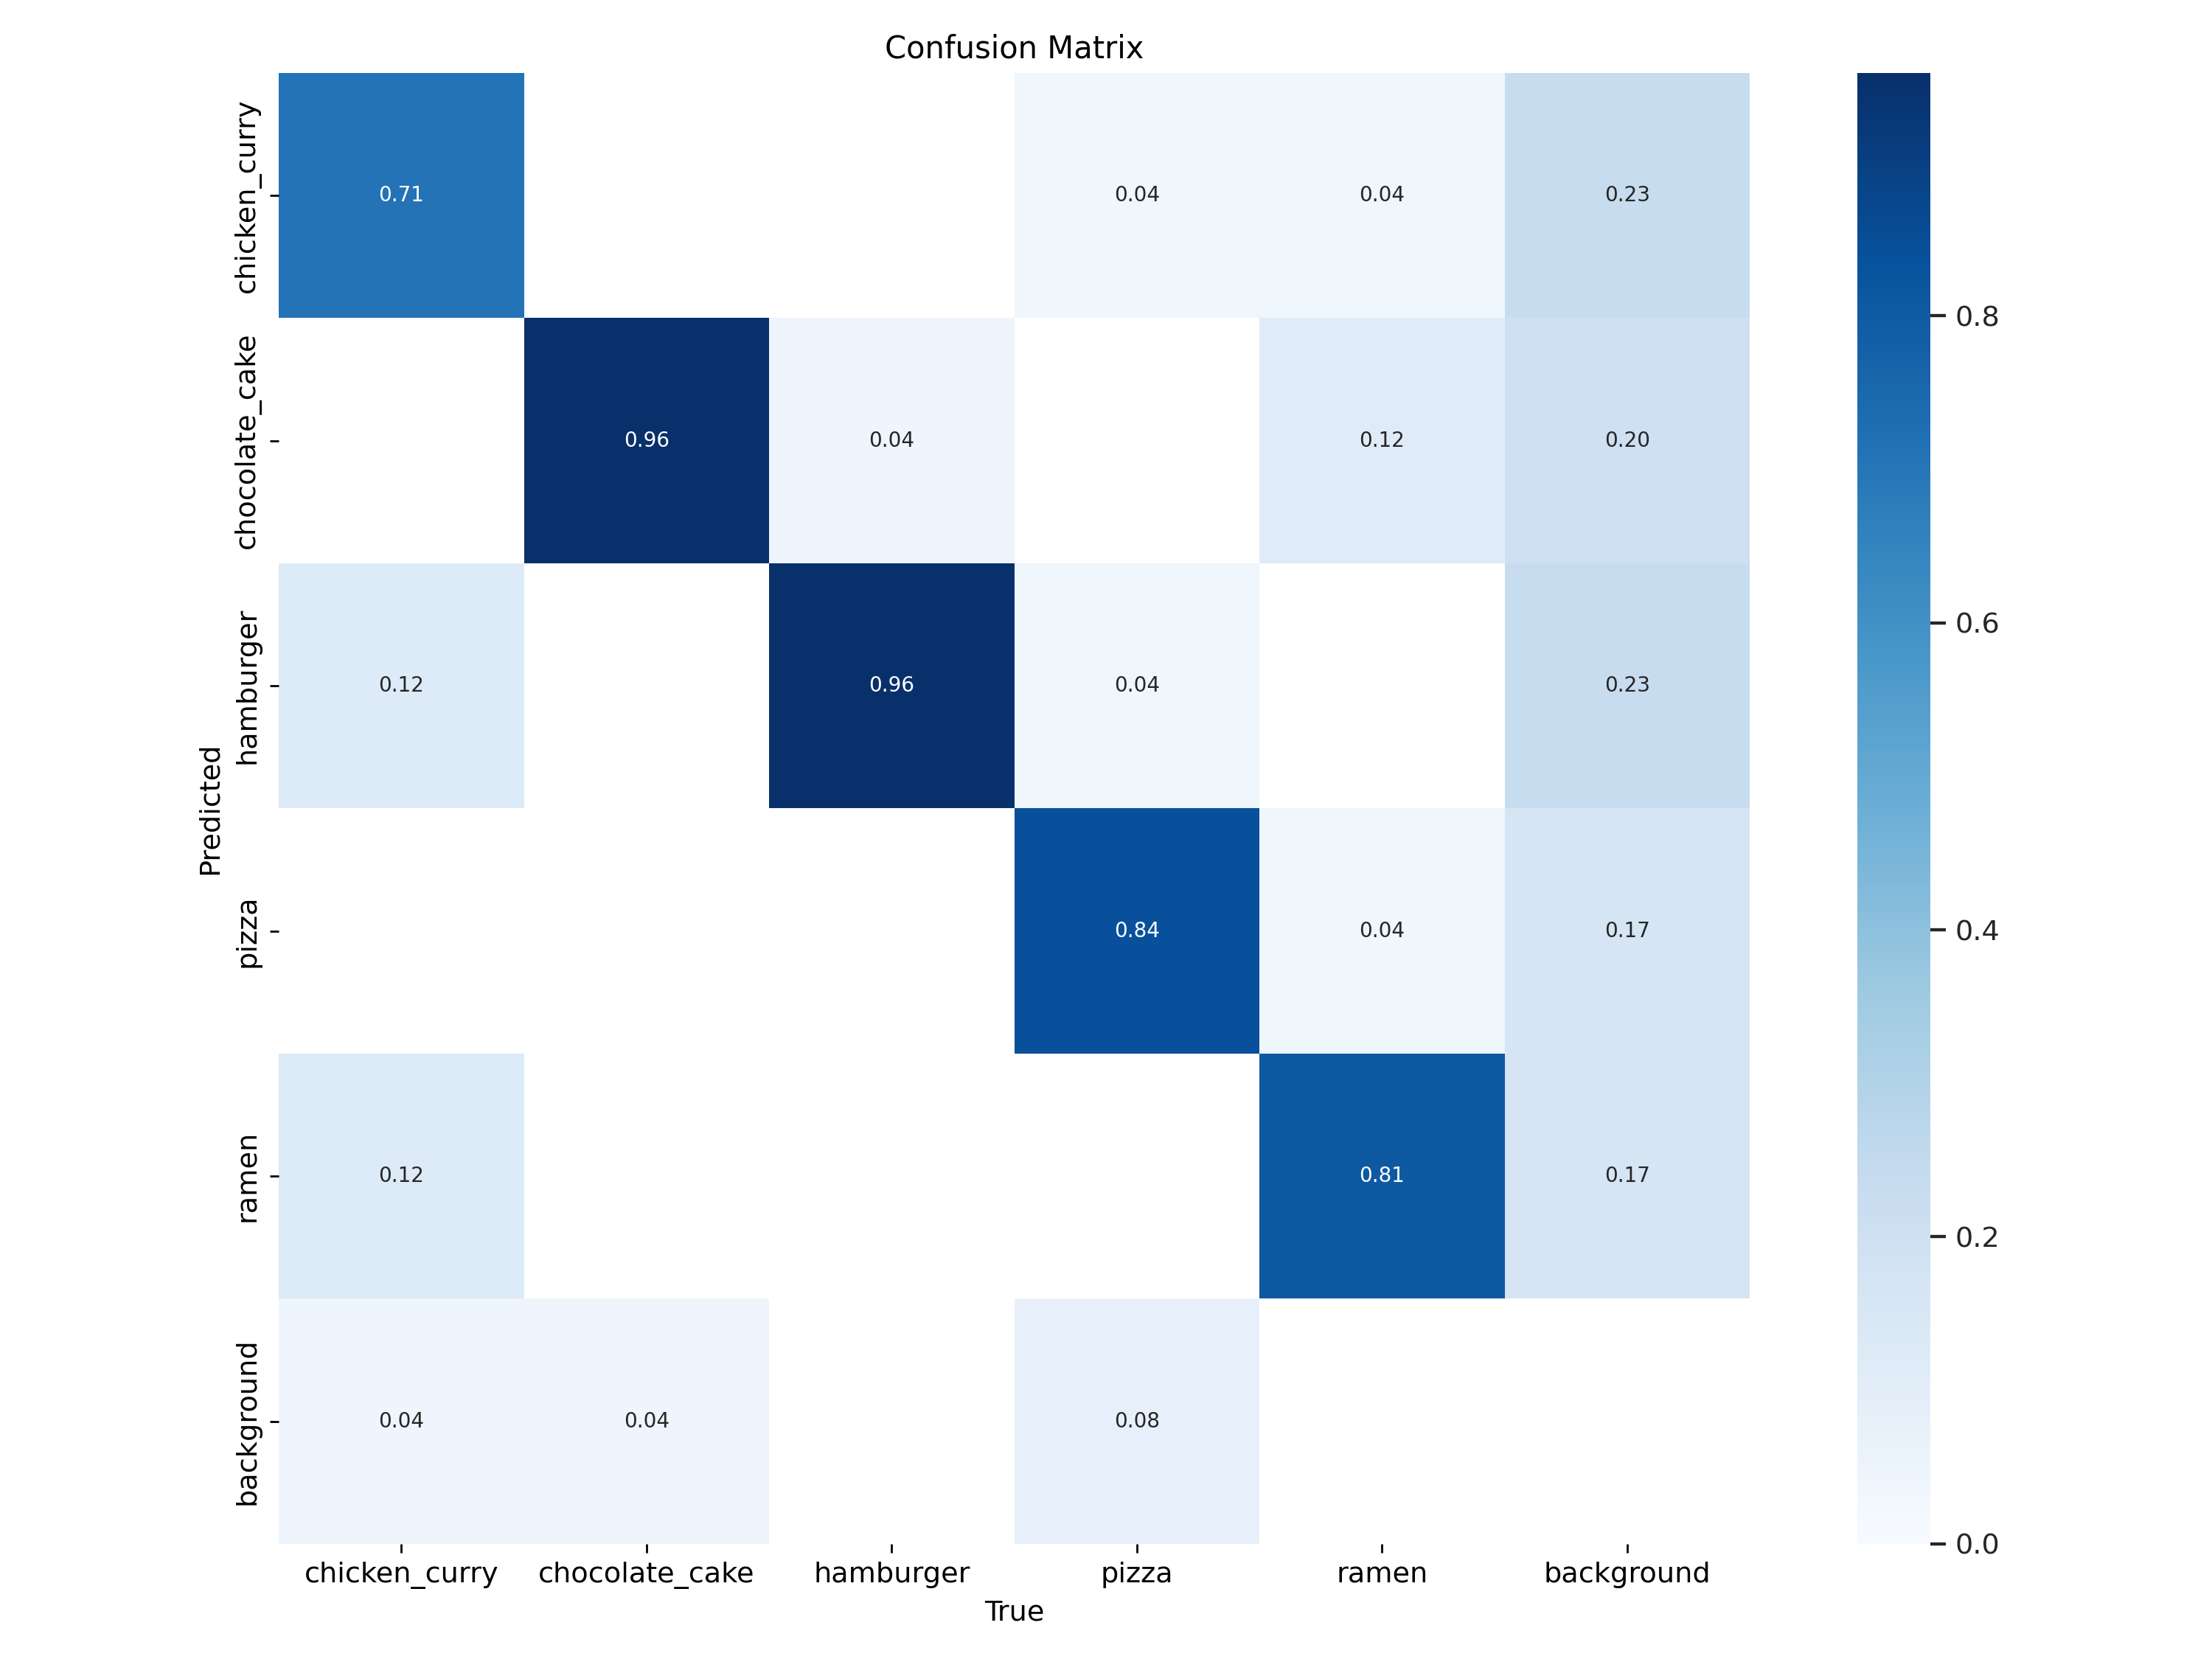 Confusion Matrix
chicken_curry
0.71
0.04
0.04
0.23
chocolate_cake
0.96
0.04
0.12
0.20
hamburger
0.12
0.96
0.04
0.23
pizza
0.84
0.04
0.17
ramen
0.12
0.81
0.17
background
0.04
0.04
0.08
Predicted
chicken_curry
chocolate_cake
hamburger
pizza
ramen
background
True
0.8
0.6
0.4
0.2
0.0